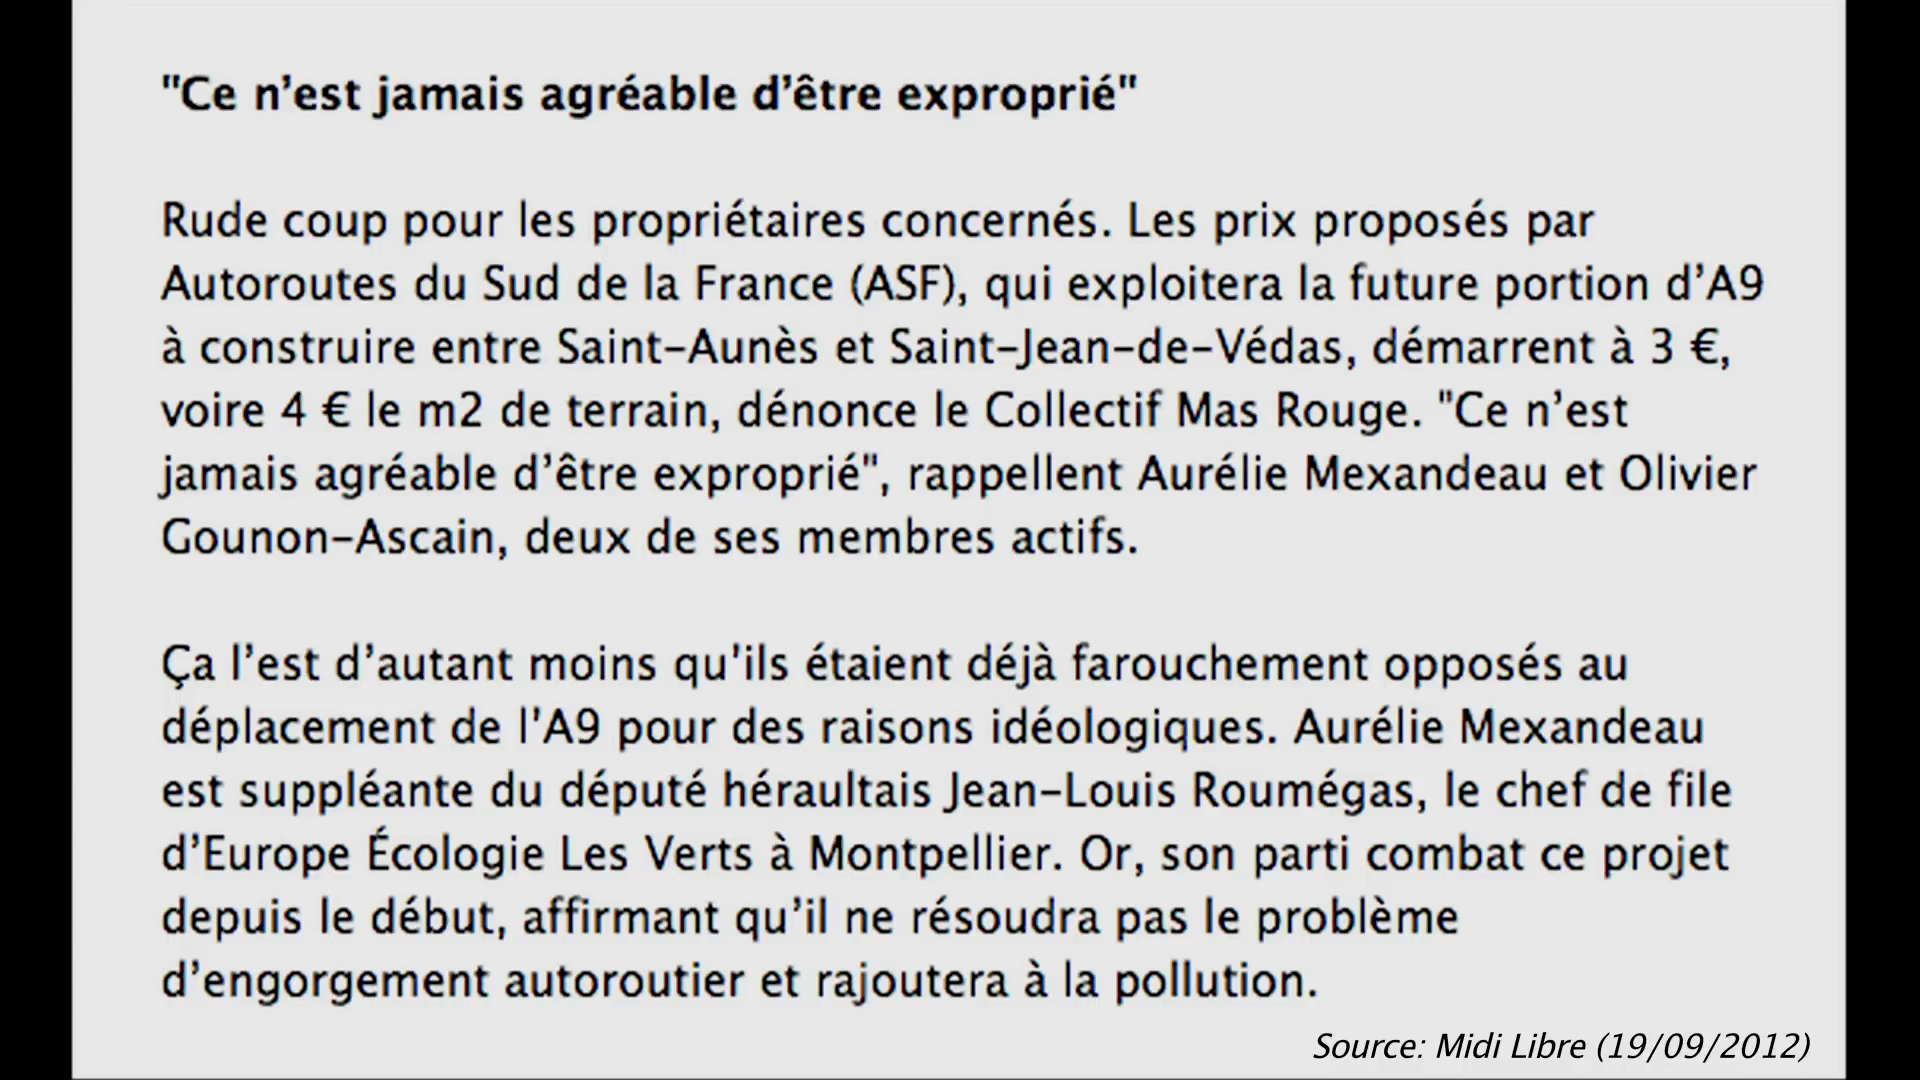 "Ce n’est jamais agréable d’être exproprié"
Rude coup pour les propriétaires concernés. Les prix proposés par
Autoroutes du Sud de la France (ASF), qui exploitera la future portion d’A9
à construire entre Saint-Aunès et Saint-Jean-de-Védas, démarrent à 3 €,
voire 4 € le m2 de terrain, dénonce le Collectif Mas Rouge. "Ce n’est
jamais agréable d’être exproprié", rappellent Aurélie Mexandeau et Olivier
Gounon-Ascain, deux de ses membres actifs.
Ça l’est d’autant moins qu'ils étaient déjà farouchement opposés au
déplacement de l'A9 pour des raisons idéologiques. Aurélie Mexandeau
est suppléante du député héraultais Jean-Louis Roumégas, le chef de file
d’Europe Écologie Les Verts à Montpellier. Or, son parti combat ce projet
depuis le début, affirmant qu’il ne résoudra pas le problème
d’engorgement autoroutier et rajoutera à la pollution.
Source: Midi Libre (19/09/2012)